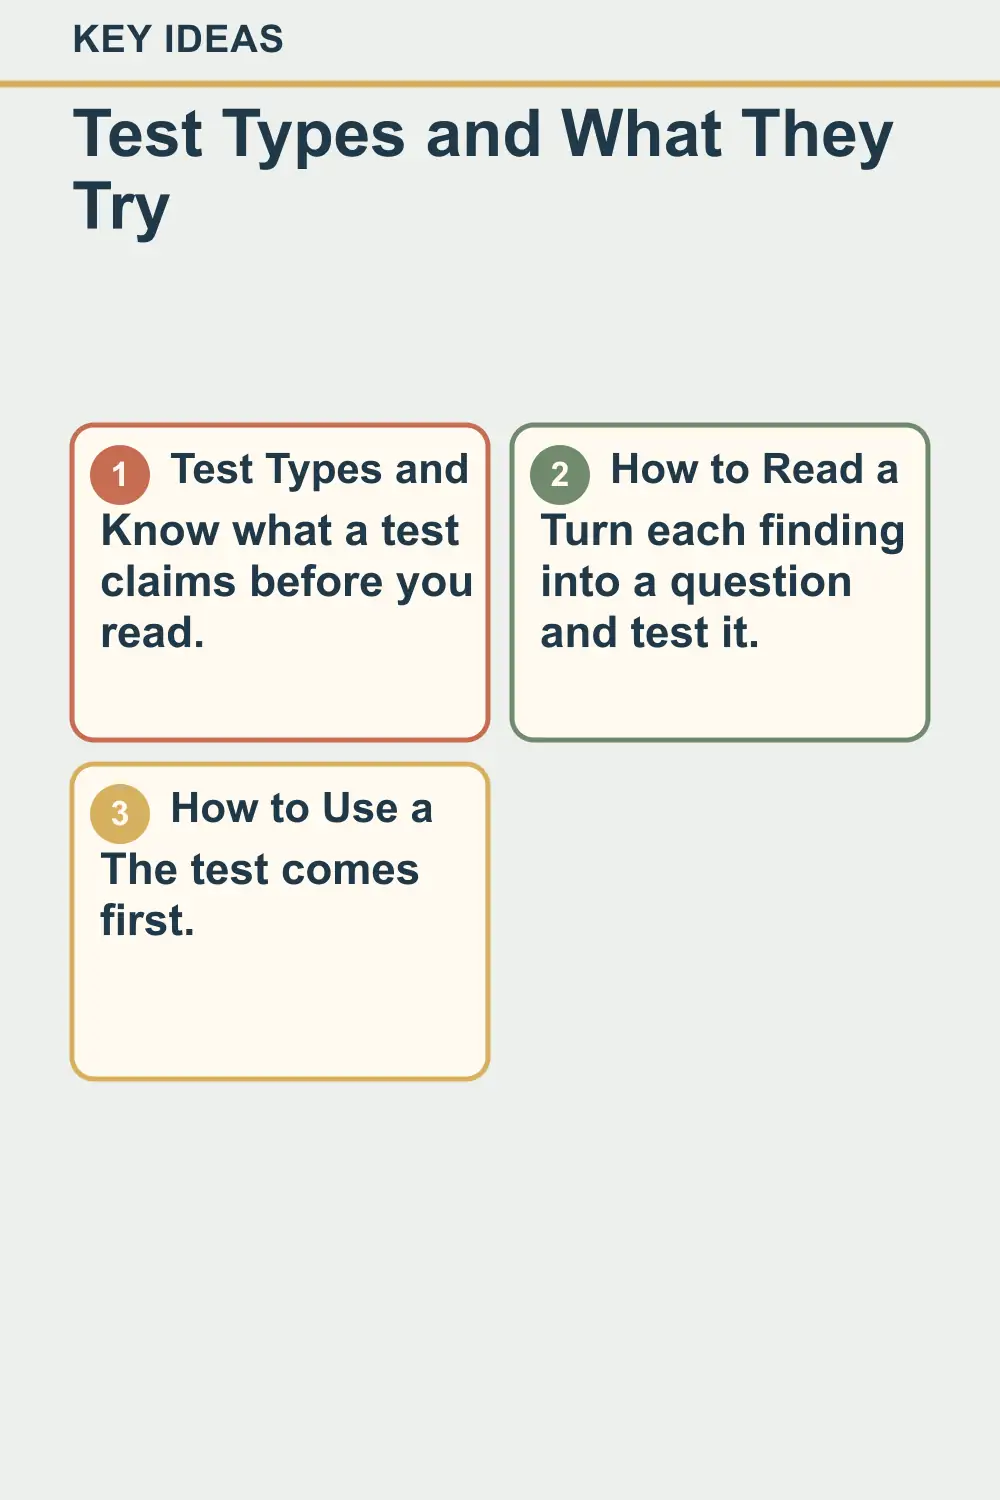 KEY IDEAS
Test Types and What They
Try
1 Test Types and
Know what a test
claims before you
read.
2 How to Read a
Turn each finding
into a question
and test it.
3 How to Use a
The test comes
first.